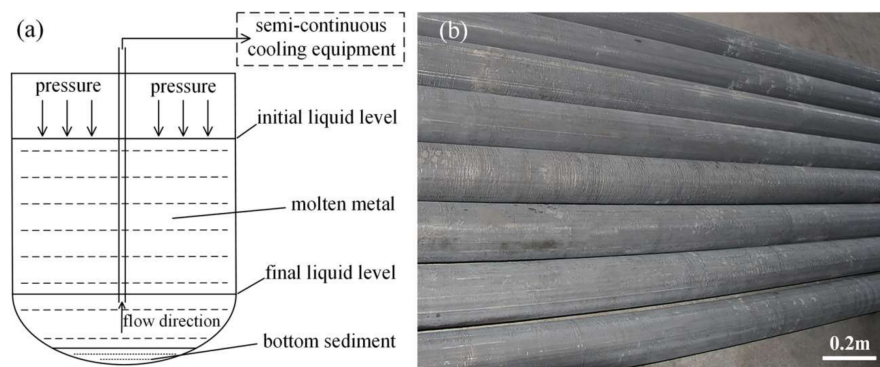 (a)
semi-continuous
cooling equipment
pressure pressure
initial liquid level
molten metal
final liquid level
flow direction
bottom sediment
(b)
0.2m